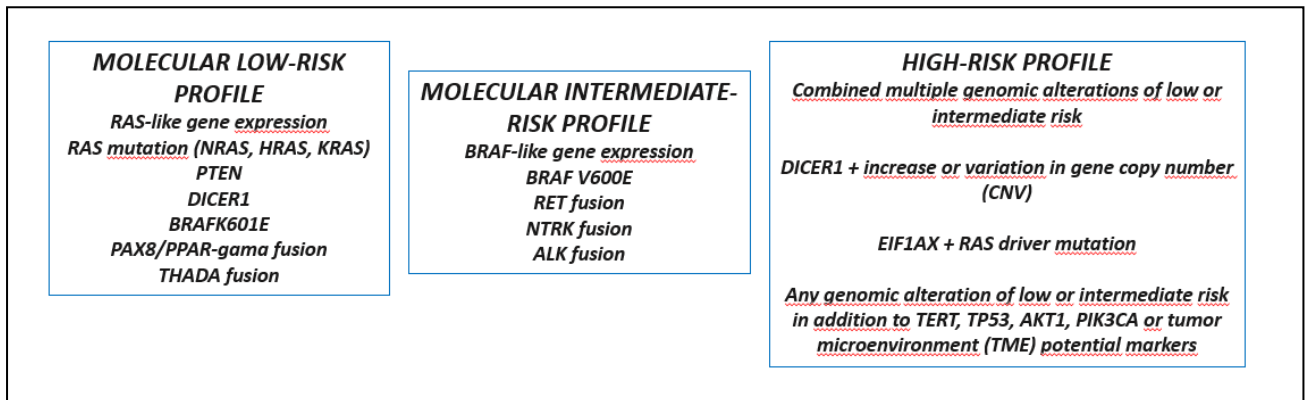 MOLECULAR LOW-RISK
PROFILE
RAS-like gene expression
RAS mutation (NRAS, HRAS, KRAS)
PTEN
DICER1
BRAFK601E
PAX8/PPAR-gama fusion
THADA fusion
MOLECULAR INTERMEDIATE-
RISK PROFILE
BRAF-like gene expression
BRAF V600E
RET fusion
NTRK fusion
ALK fusion
HIGH-RISK PROFILE
Combined multiple genomic alterations of low or
intermediate risk
DICER1 + increase or variation in gene copy number
(CNV)
EIF1AX + RAS driver mutation
Any genomic alteration of low or intermediate risk
in addition to TERT, TP53, AKT1, PIK3CA or tumor
microenvironment (TME) potential markers